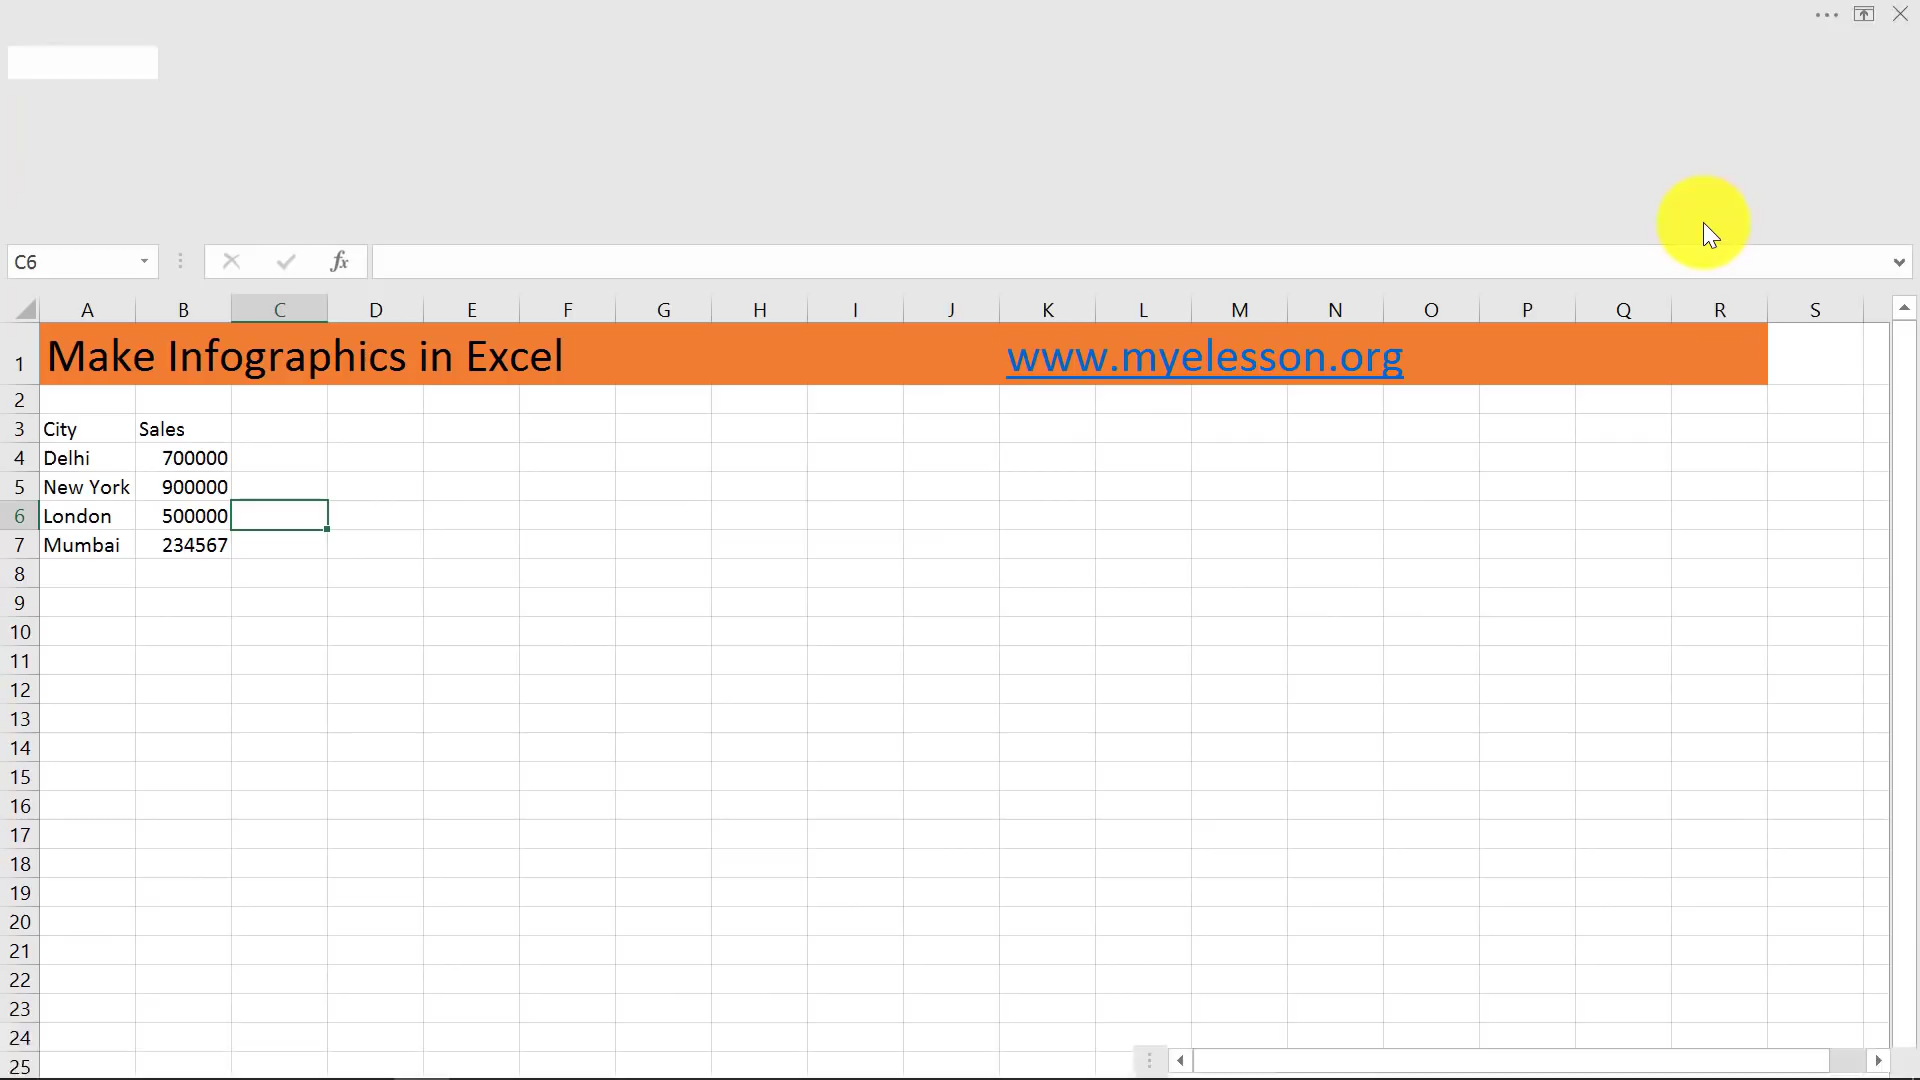 C6 fx
A B C D E F G H I J K L M N O P Q R S
1 Make Infographics in Excel www.myelesson.org
2
3 City Sales
4 Delhi 700000
5 New York 900000
6 London 500000
7 Mumbai 234567
8
9
10
11
12
13
14
15
16
17
18
19
20
21
22
23
24
25